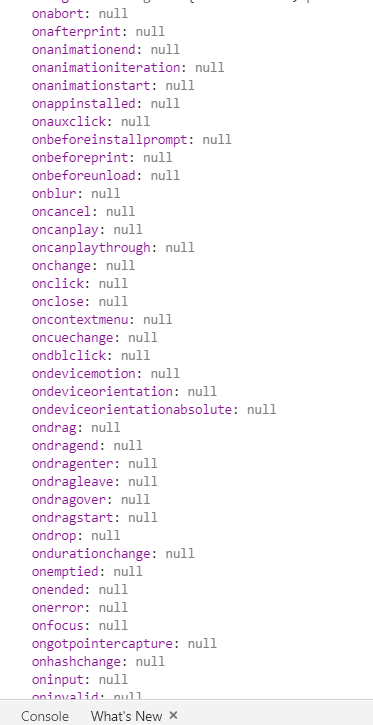 onabort: null
onafterprint: null
onanimationend: null
onanimationiteration: null
onanimationstart: null
onappinstalled: null
onauxclick: null
onbeforeinstallprompt: null
onbeforeprint: null
onbeforeunload: null
onblur: null
oncancel: null
oncanplay: null
oncanplaythrough: null
onchange: null
onclick: null
onclose: null
oncontextmenu: null
oncuechange: null
ondblclick: null
ondevicemotion: null
ondeviceorientation: null
ondeviceorientationabsolute: null
ondrag: null
ondragend: null
ondragenter: null
ondragleave: null
ondragover: null
ondragstart: null
ondrop: null
ondurationchange: null
onemptied: null
onended: null
onerror: null
onfocus: null
ongotpointercapture: null
onhashchange: null
oninput: null
oninvalid: null
Console What's New ×